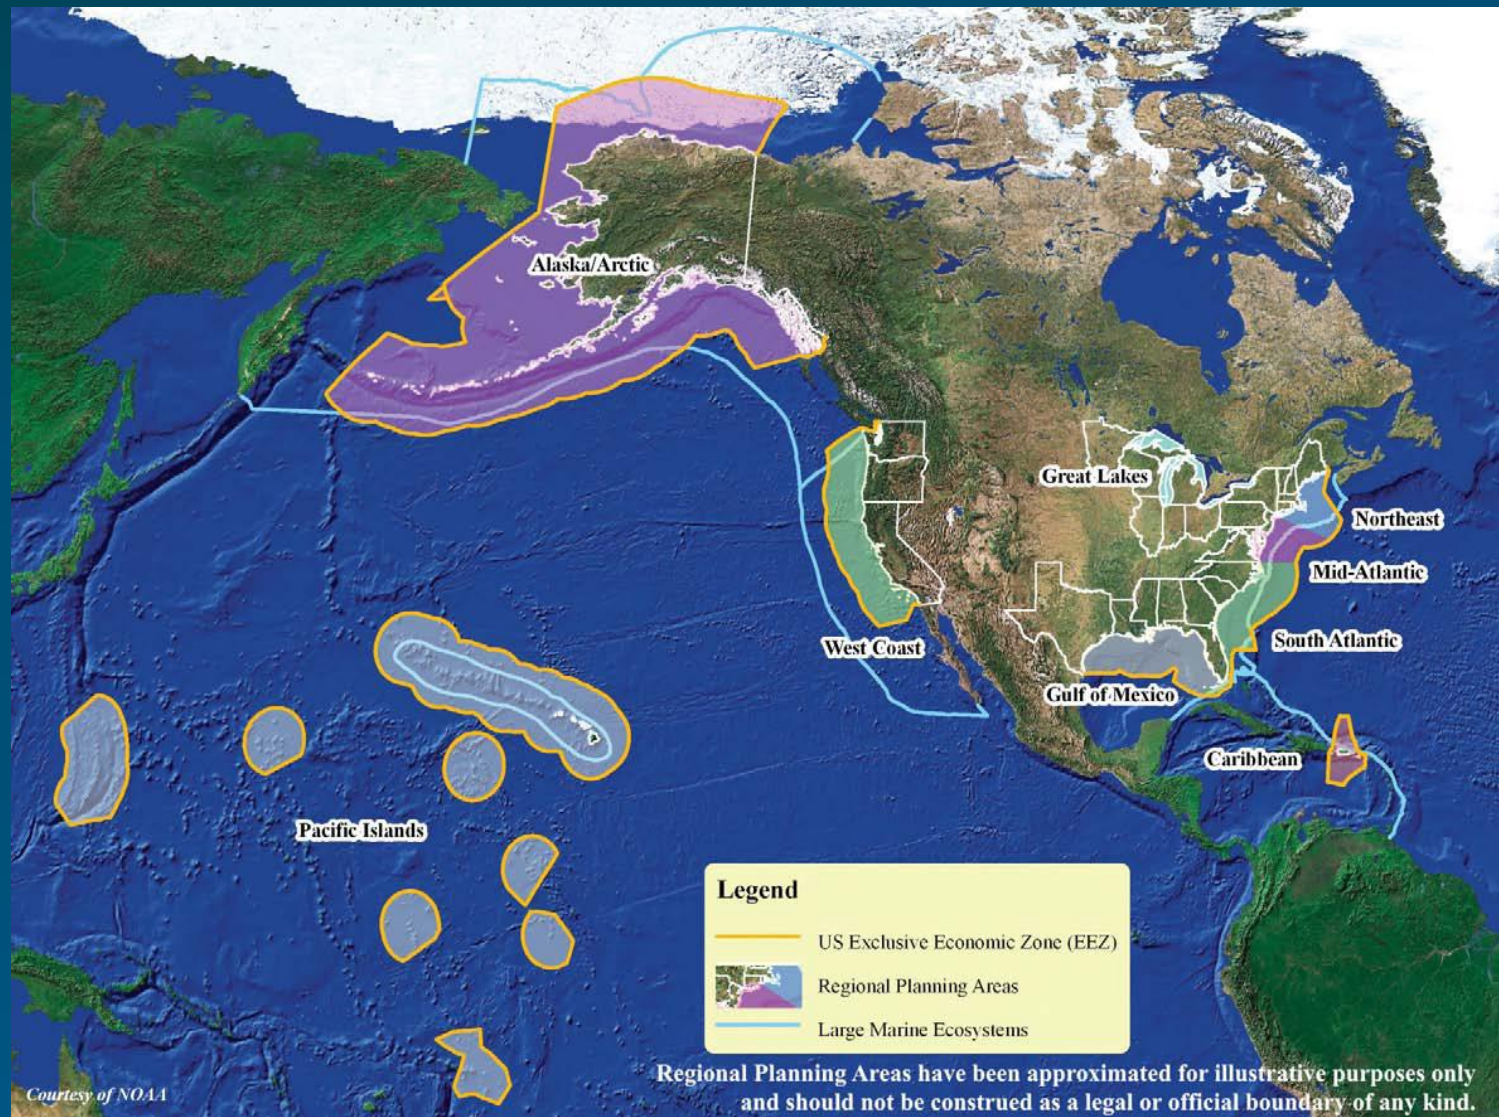 Alaska/Arctic
Great Lakes
Northeast
Mid-Atlantic
South Atlantic
West Coast
Gulf of Mexico
Caribbean
Pacific Islands
Legend
US Exclusive Economic Zone (EEZ)
Regional Planning Areas
Large Marine Ecosystems
Regional Planning Areas have been approximated for illustrative purposes only
and should not be construed as a legal or official boundary of any kind.
Courtesy of NOAA